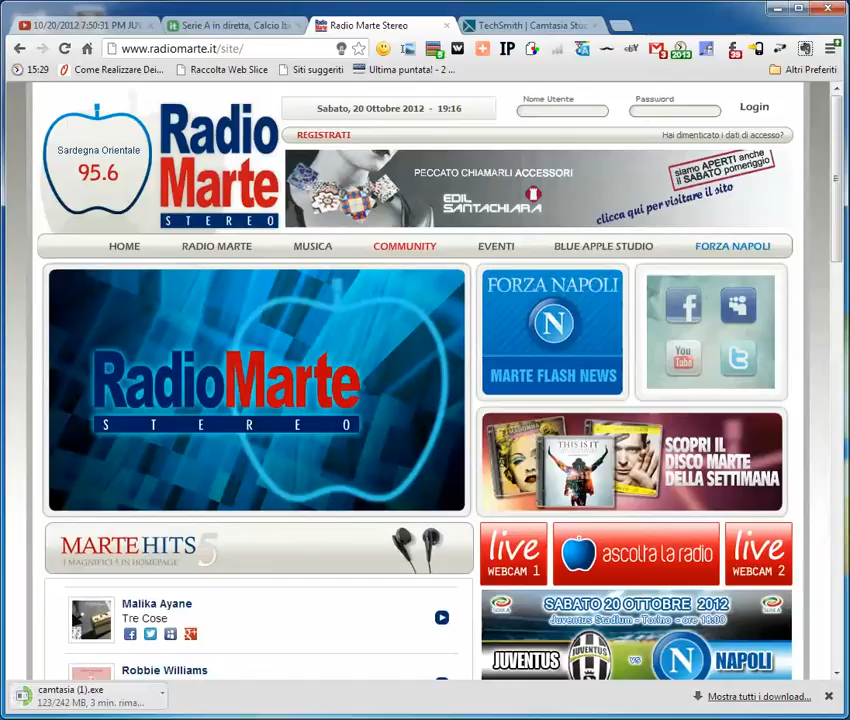 10/20/2012 7:50:31 PM JUV
Serie A in diretta, Calcio Ita
Radio Marte Stereo
TechSmith | Camtasia Stud
www.radiomarte.it/site/
15:29
Come Realizzare Dei...
Raccolta Web Slice
Siti suggeriti
Ultima puntata! - 2 ...
Altri Preferiti
Sardegna Orientale
95.6
Radio
Marte
STEREO
Sabato, 20 Ottobre 2012 - 19:16
Nome Utente
Password
Login
REGISTRATI
Hai dimenticato i dati di accesso?
PECCATO CHIAMARLI ACCESSORI
EDIL
SANTACHIARA
siamo APERTI anche
il SABATO pomeriggio
clicca qui per visitare il sito
HOME
RADIO MARTE
MUSICA
COMMUNITY
EVENTI
BLUE APPLE STUDIO
FORZA NAPOLI
RadioMarte
STEREO
FORZA NAPOLI
N
MARTE FLASH NEWS
You
Tube
THIS IS IT
SCOPRI IL
DISCO MARTE
DELLA SETTIMANA
MARTE HITS 5
I MAGNIFICI 5 IN HOMEPAGE
live
WEBCAM 1
ascolta la radio
live
WEBCAM 2
Malika Ayane
Tre Cose
Robbie Williams
SABATO 20 OTTOBRE 2012
Juventus Stadium - Torino - ore 18:00
JUVENTUS
JUVENTUS
vs
N
NAPOLI
camtasia (1).exe
123/242 MB, 3 min. rima...
Mostra tutti i download...